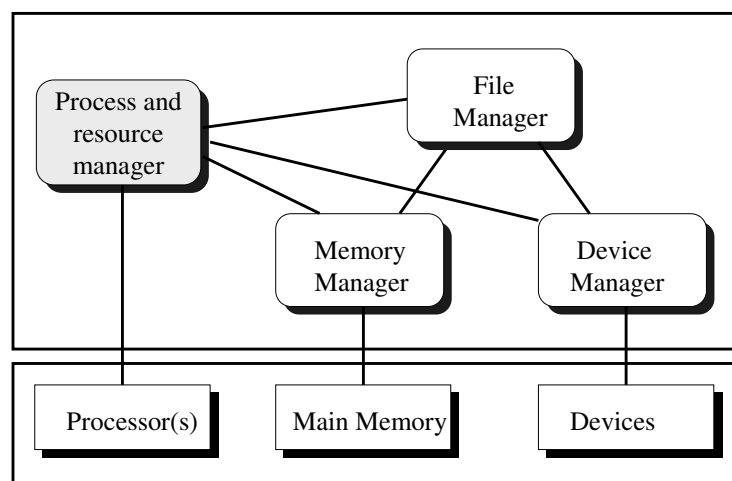 Process and
resource
manager
File
Manager
Memory
Manager
Device
Manager
Processor(s)
Main Memory
Devices